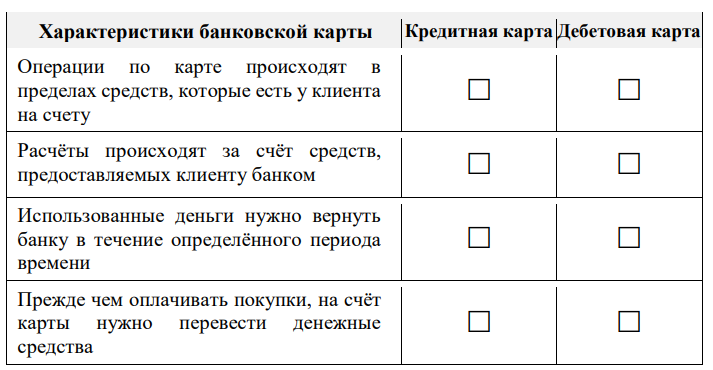 Характеристики банковской карты Кредитная карта Дебетовая карта
Операции по карте происходят в
пределах средств, которые есть у клиента
на счету
Расчёты происходят за счёт средств,
предоставляемых клиенту банком
Использованные деньги нужно вернуть
банку в течение определённого периода
времени
Прежде чем оплачивать покупки, на счёт
карты нужно перевести денежные
средства